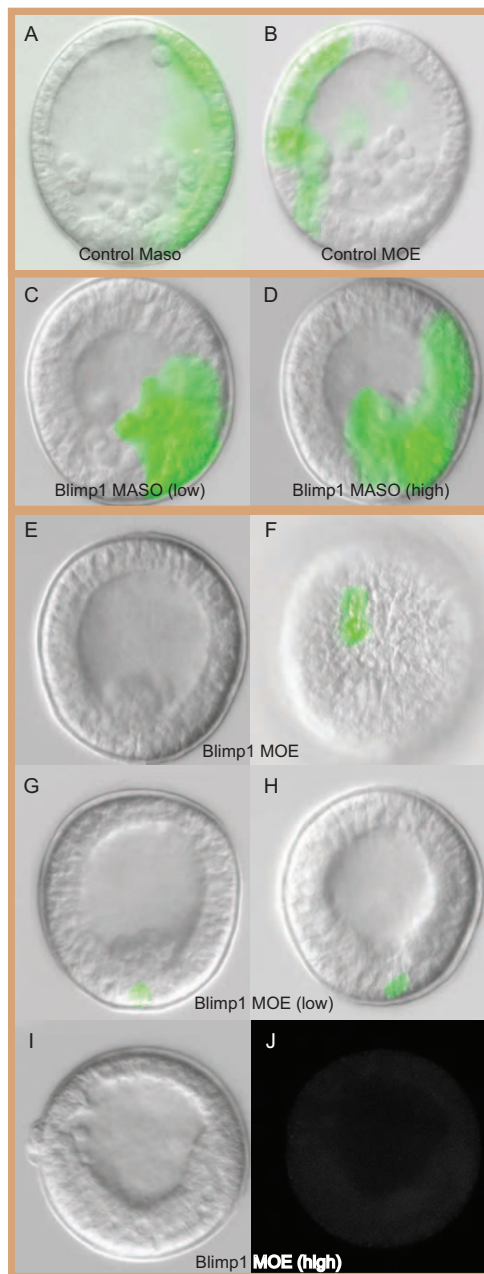 A
B
Control Maso
Control MOE
C
D
Blimp1 MASO (low)
Blimp1 MASO (high)
E
F
Blimp1 MOE
G
H
Blimp1 MOE (low)
I
J
Blimp1 MOE (high)